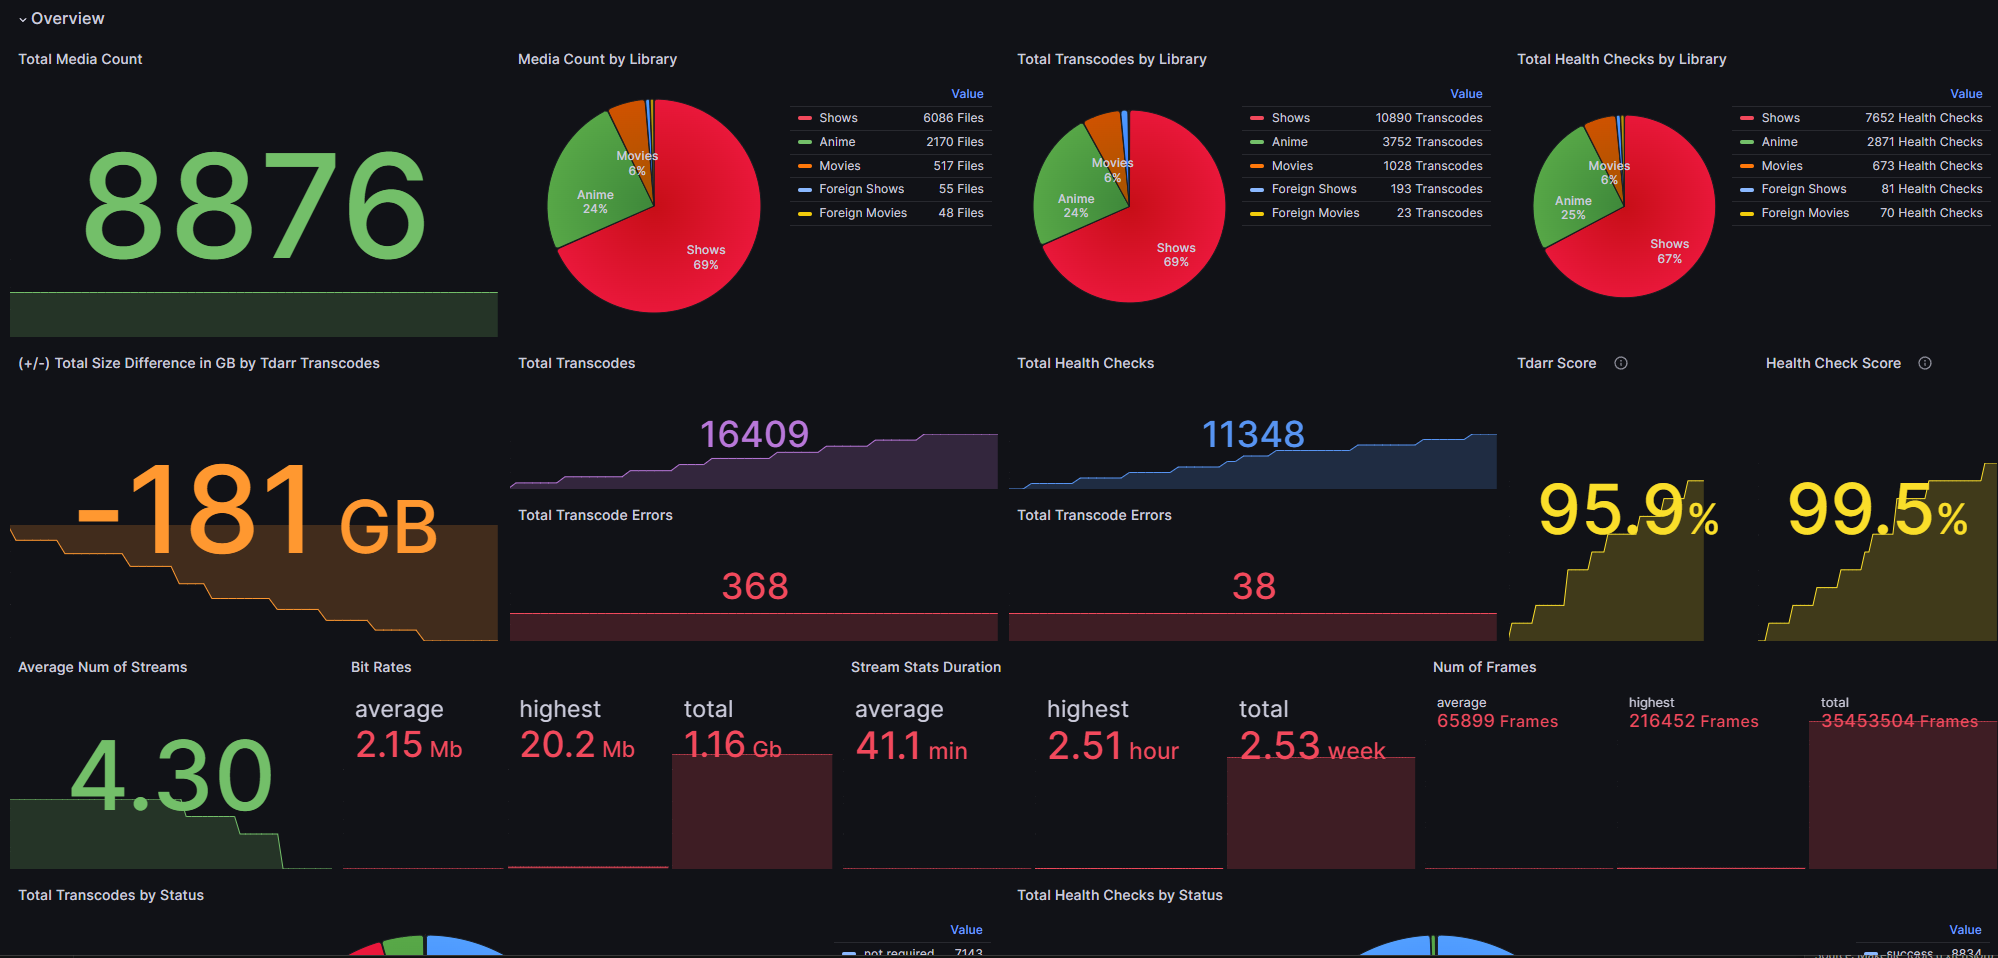 Overview
Total Media Count
8876
Media Count by Library
Value
Shows 6086 Files
Anime 2170 Files
Movies 517 Files
Foreign Shows 55 Files
Foreign Movies 48 Files
Movies
6%
Anime
24%
Shows
69%
Total Transcodes by Library
Value
Shows 10890 Transcodes
Anime 3752 Transcodes
Movies 1028 Transcodes
Foreign Shows 193 Transcodes
Foreign Movies 23 Transcodes
Movies
6%
Anime
24%
Shows
69%
Total Health Checks by Library
Value
Shows 7652 Health Checks
Anime 2871 Health Checks
Movies 673 Health Checks
Foreign Shows 81 Health Checks
Foreign Movies 70 Health Checks
Movies
6%
Anime
25%
Shows
67%
(+/-) Total Size Difference in GB by Tdarr Transcodes
-181 GB
Total Transcodes
16409
Total Health Checks
11348
Total Transcode Errors
368
Total Transcode Errors
38
Tdarr Score
95.9%
Health Check Score
99.5%
Average Num of Streams
4.30
Bit Rates
average
2.15 Mb
highest
20.2 Mb
total
1.16 Gb
Stream Stats Duration
average
41.1 min
highest
2.51 hour
total
2.53 week
Num of Frames
average
65899 Frames
highest
216452 Frames
total
35453504 Frames
Total Transcodes by Status
Value
not required 7143
Total Health Checks by Status
Value
success 8834